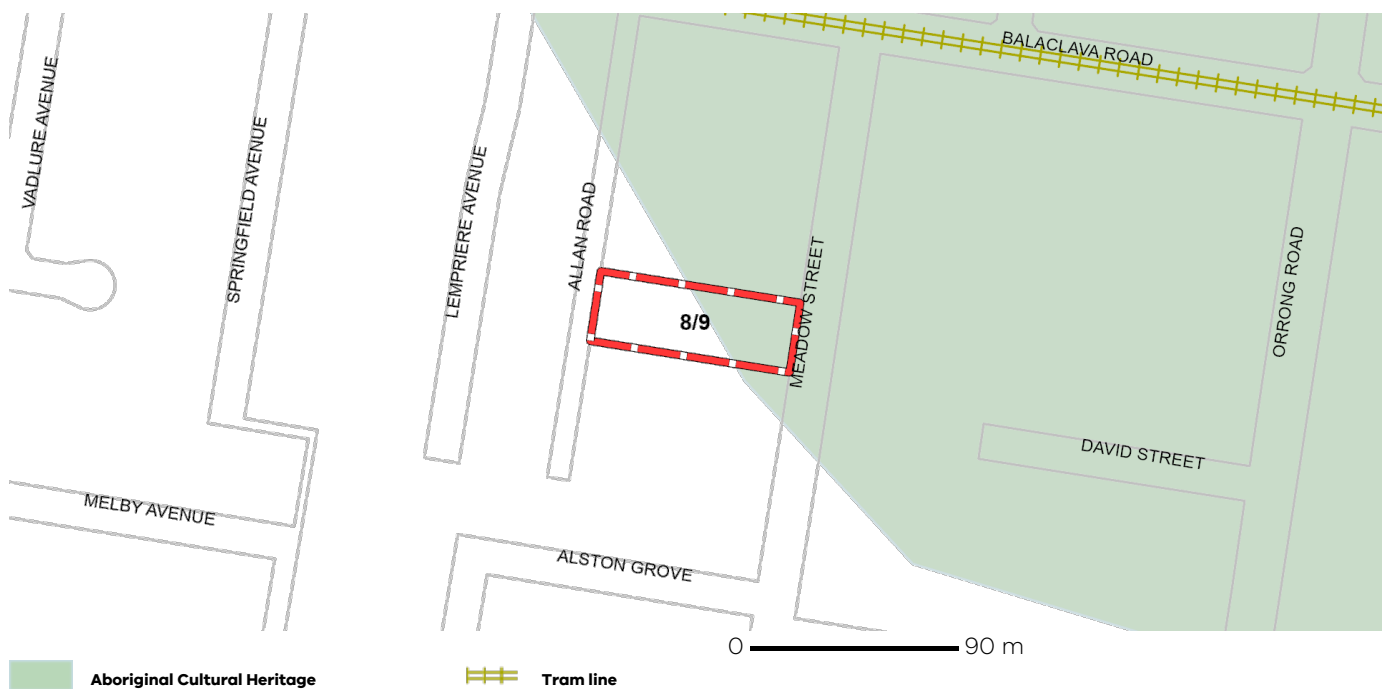 BALACLAVA ROAD
VADLURE AVENUE
SPRINGFIELD AVENUE
LEMPRIERE AVENUE
ALLAN ROAD
MEADOW STREET
ORRONG ROAD
8/9
DAVID STREET
MELBY AVENUE
ALSTON GROVE
0 90 m
Aboriginal Cultural Heritage
Tram line